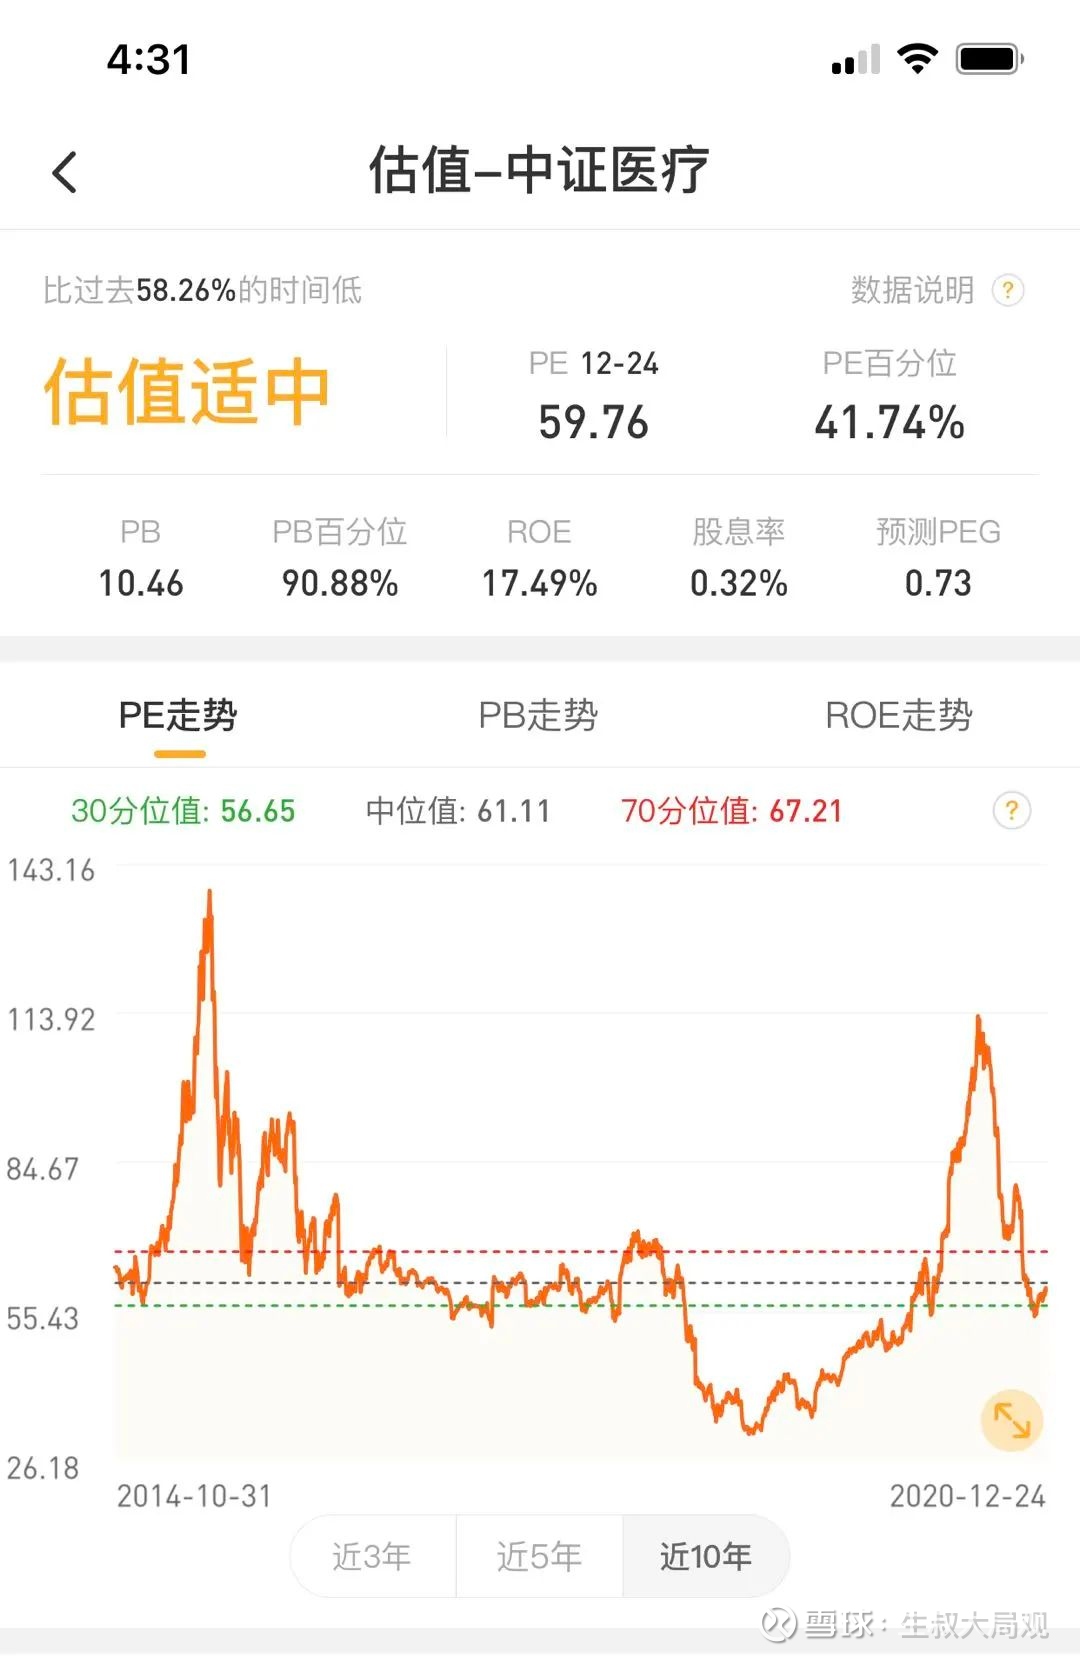 4:31
估值-中证医疗
比过去58.26%的时间低
数据说明 ?
估值适中
PE 12-24
PE百分位
59.76
41.74%
PB PB百分位 ROE 股息率 预测PEG
10.46 90.88% 17.49% 0.32% 0.73
PE走势 PB走势 ROE走势
30分位值: 56.65 中位值: 61.11 70分位值: 67.21 ?
143.16
113.92
84.67
55.43
26.18
2014-10-31 2020-12-24
近3年 近5年 近10年
雪球: 生叔大局观